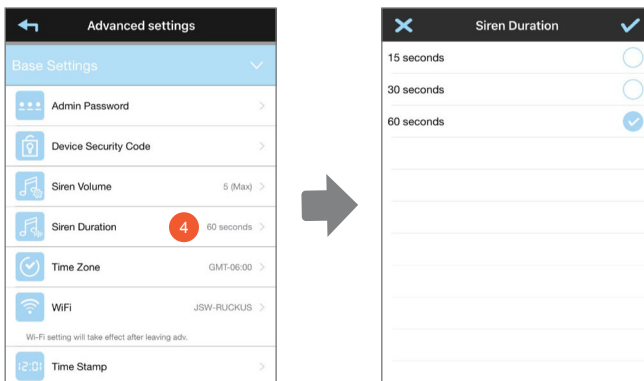 Advanced settings
Base Settings
Admin Password
Device Security Code
Siren Volume 5 (Max)
Siren Duration 4 60 seconds
Time Zone GMT-06:00
WiFi JSW-RUCKUS
Wi-Fi setting will take effect after leaving adv.
12:01 Time Stamp
Siren Duration
15 seconds
30 seconds
60 seconds